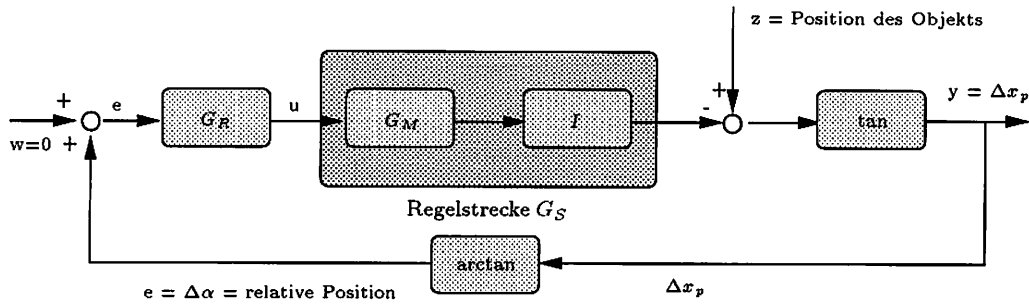 z = Position des Objekts
+
+
e
G_R
u
G_M
I
-
tan
y = Δx_p
w=0
+
Regelstrecke G_S
arctan
e = Δα = relative Position
Δx_p